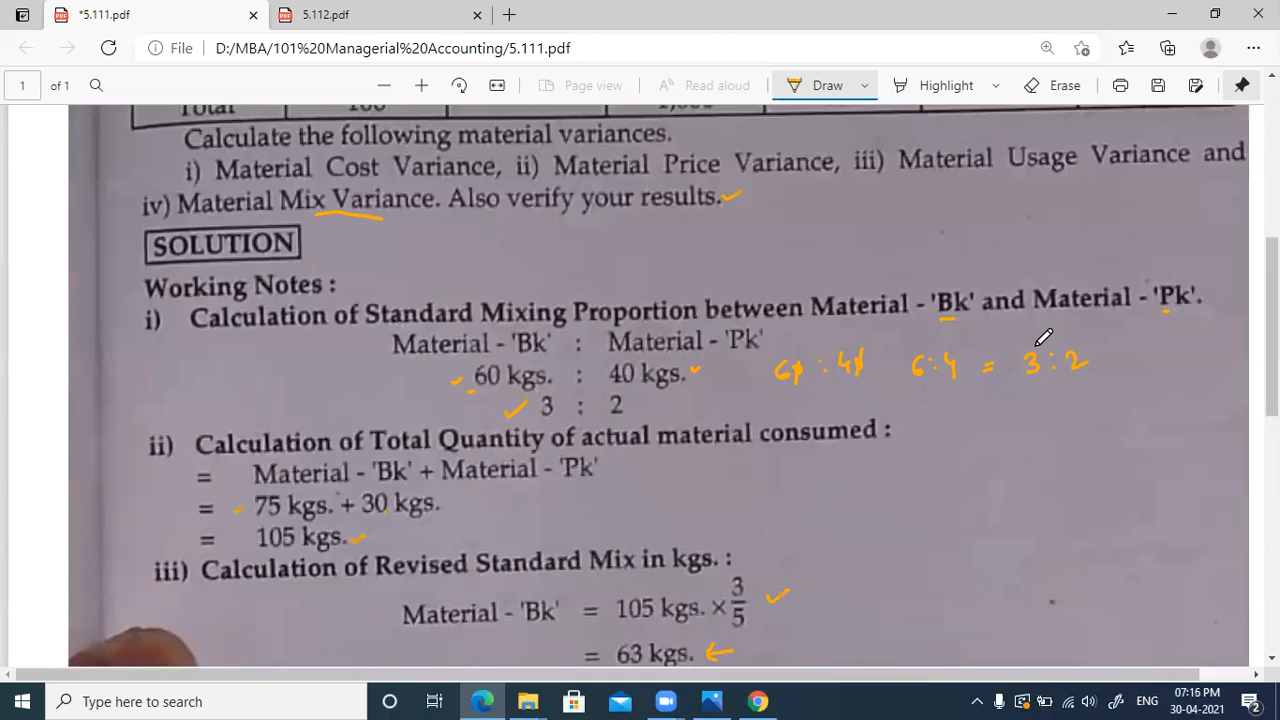 *5.111.pdf
5.112.pdf
File D:/MBA/101%20Managerial%20Accounting/5.111.pdf
1 of 1
Page view Read aloud Draw Highlight Erase
Total 100
Calculate the following material variances.
i) Material Cost Variance, ii) Material Price Variance, iii) Material Usage Variance and
iv) Material Mix Variance. Also verify your results.
SOLUTION
Working Notes :
i) Calculation of Standard Mixing Proportion between Material - 'Bk' and Material - 'Pk'.
Material - 'Bk' : Material - 'Pk'
60 kgs. : 40 kgs. 60 : 40 6:4 = 3:2
3 : 2
ii) Calculation of Total Quantity of actual material consumed :
= Material - 'Bk' + Material - 'Pk'
= 75 kgs. + 30 kgs.
= 105 kgs.
iii) Calculation of Revised Standard Mix in kgs. :
Material - 'Bk' = 105 kgs. × 3/5
= 63 kgs.
Type here to search
ENG
07:16 PM
30-04-2021
2